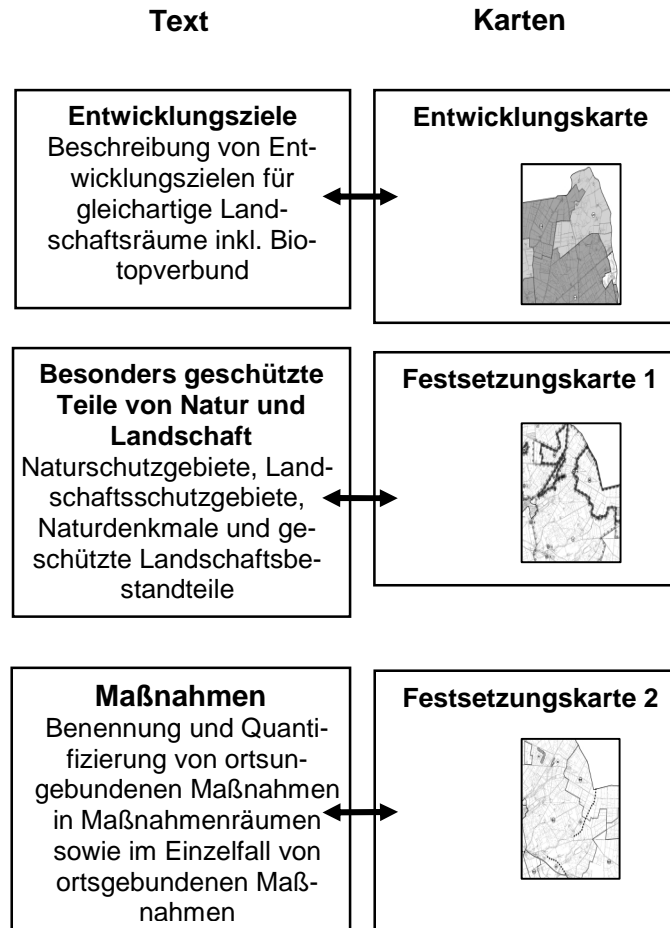 Text
Karten
Entwicklungsziele
Beschreibung von Ent-
wicklungszielen für
gleichartige Land-
schaftsräume inkl. Bio-
topverbund
Entwicklungskarte
Besonders geschützte
Teile von Natur und
Landschaft
Naturschutzgebiete, Land-
schaftsschutzgebiete,
Naturdenkmale und ge-
schützte Landschaftsbe-
standteile
Festsetzungskarte 1
Maßnahmen
Benennung und Quanti-
fizierung von ortsun-
gebundenen Maßnahmen
in Maßnahmenräumen
sowie im Einzelfall von
ortsgebundenen Maß-
nahmen
Festsetzungskarte 2